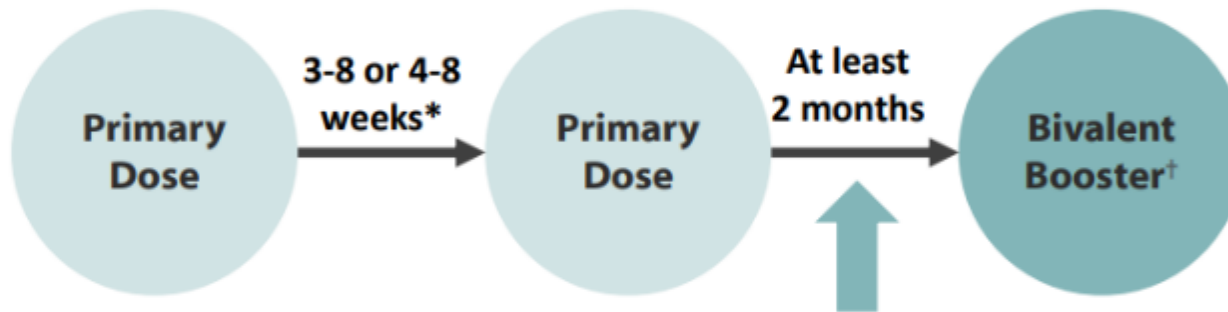 Primary
Dose
3-8 or 4-8
weeks*
Primary
Dose
At least
2 months
Bivalent
Booster†